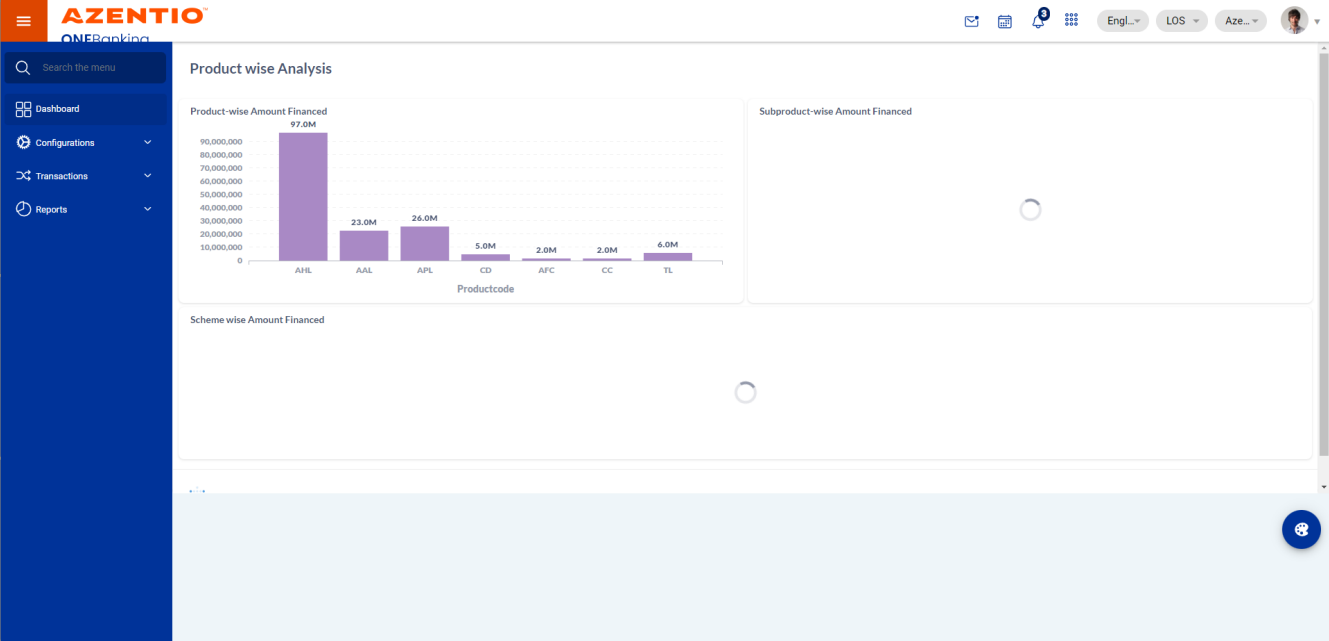 AZENTIO™
ONEBanking
3
Engl...
LOS
Aze...
Search the menu
Dashboard
Configurations
Transactions
Reports
Product wise Analysis
Product-wise Amount Financed
97.0M
90,000,000
80,000,000
70,000,000
60,000,000
50,000,000
40,000,000
30,000,000
20,000,000
10,000,000
0
23.0M
26.0M
5.0M
2.0M
2.0M
6.0M
AHL AAL APL CD AFC CC TL
Productcode
Subproduct-wise Amount Financed
Scheme wise Amount Financed